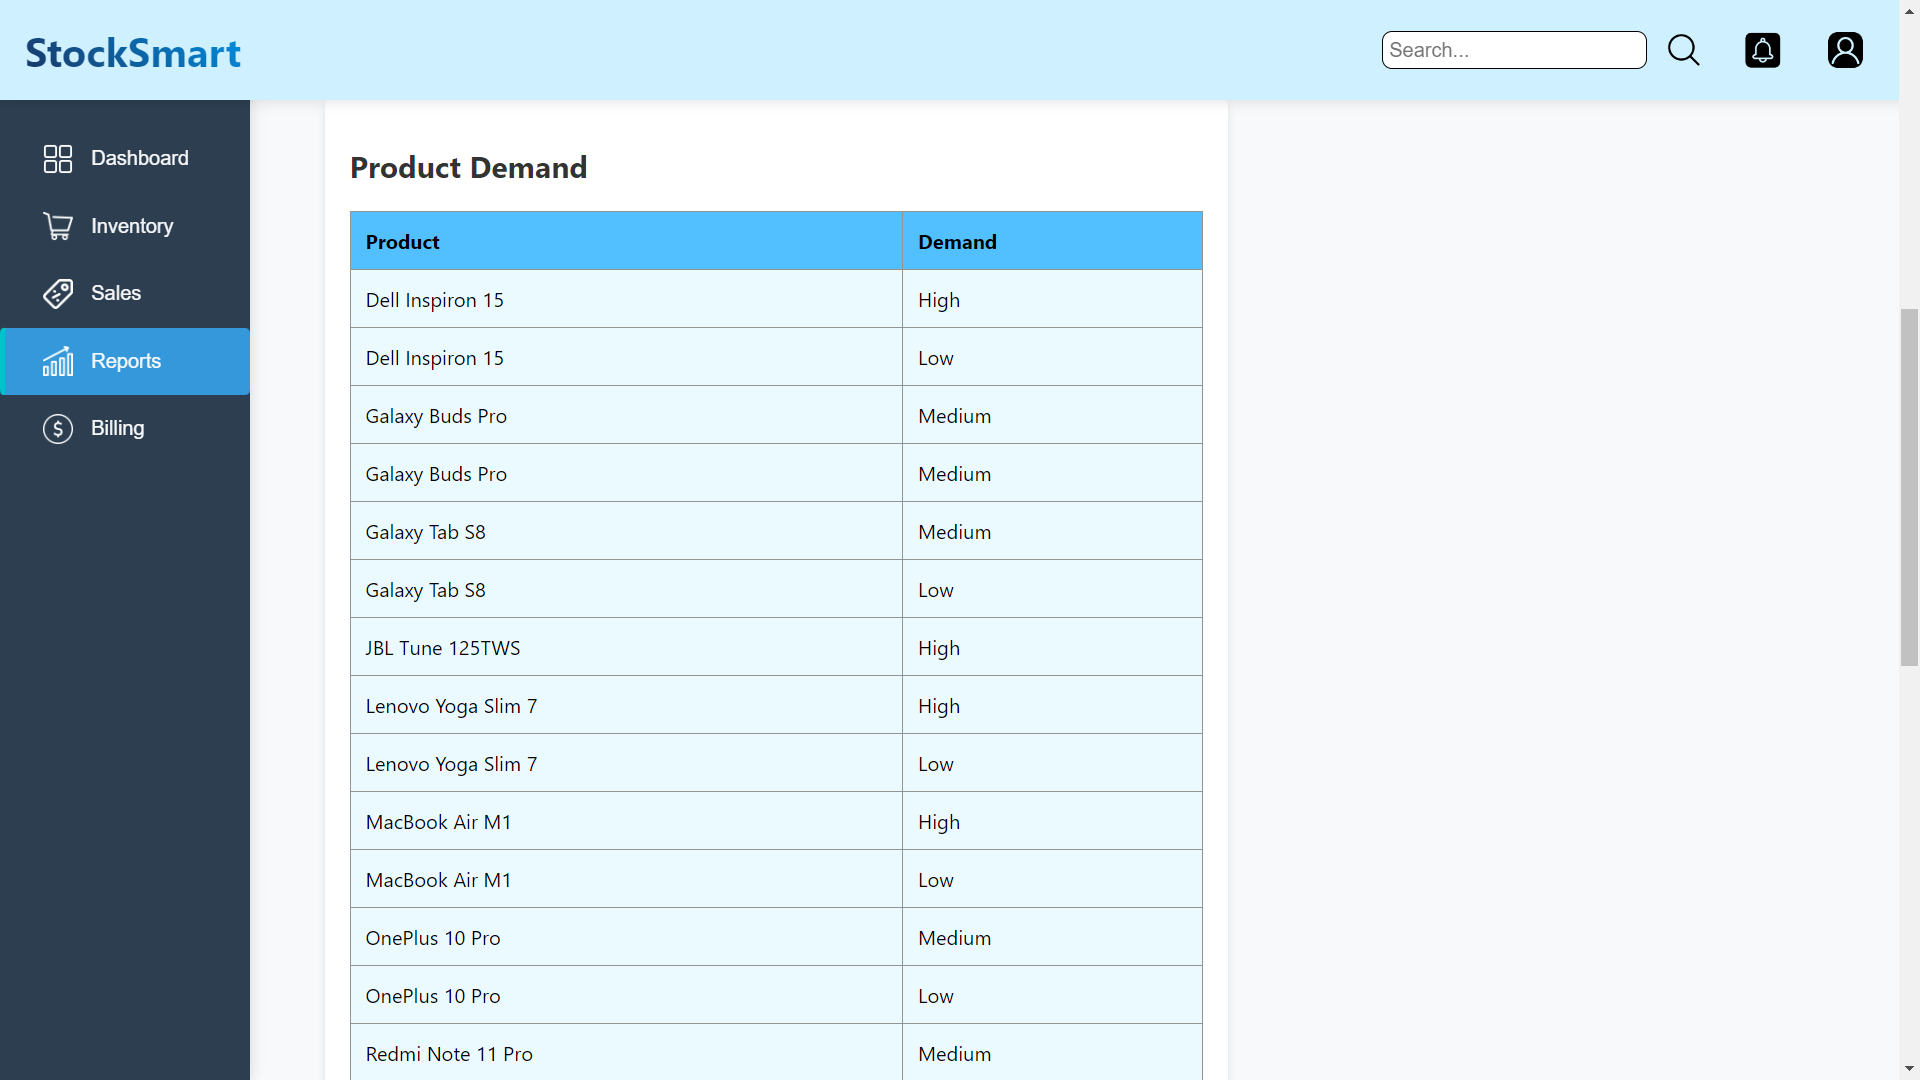 StockSmart
Search...
Dashboard
Inventory
Sales
Reports
Billing
Product Demand
Product Demand
Dell Inspiron 15 High
Dell Inspiron 15 Low
Galaxy Buds Pro Medium
Galaxy Buds Pro Medium
Galaxy Tab S8 Medium
Galaxy Tab S8 Low
JBL Tune 125TWS High
Lenovo Yoga Slim 7 High
Lenovo Yoga Slim 7 Low
MacBook Air M1 High
MacBook Air M1 Low
OnePlus 10 Pro Medium
OnePlus 10 Pro Low
Redmi Note 11 Pro Medium